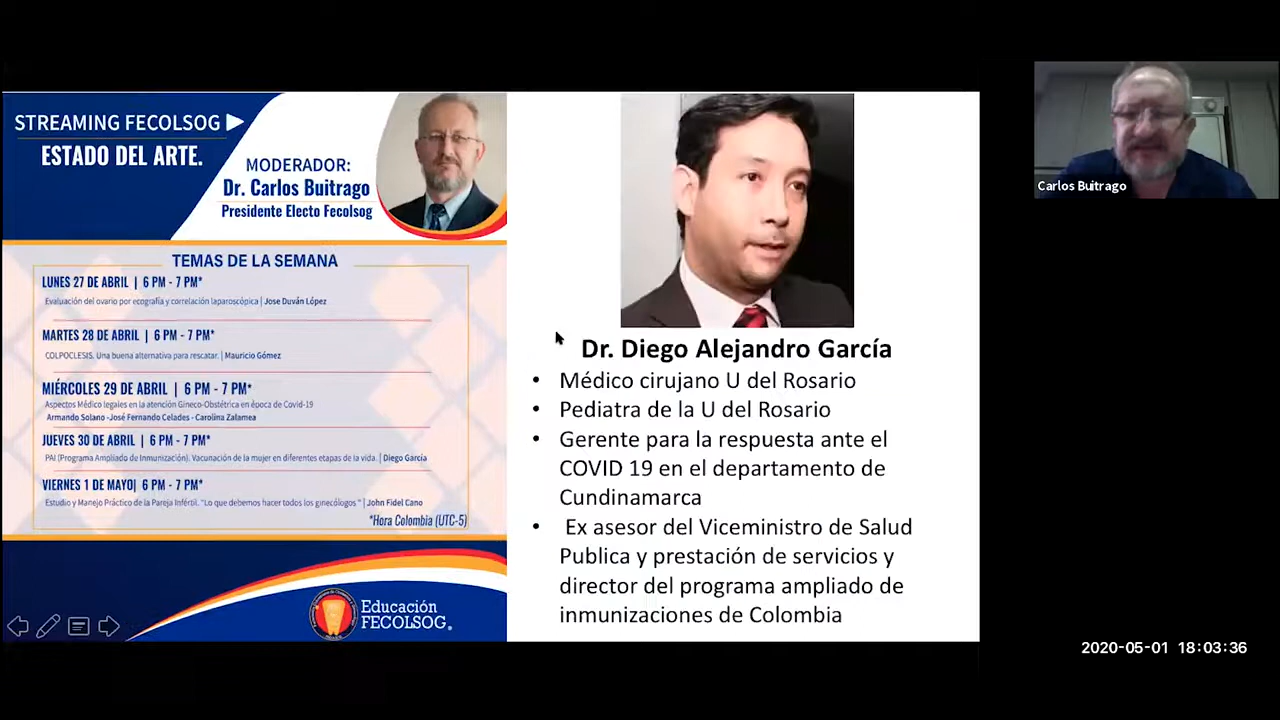 STREAMING FECOLSOG
ESTADO DEL ARTE.
MODERADOR:
Dr. Carlos Buitrago
Presidente Electo Fecolsog
TEMAS DE LA SEMANA
LUNES 27 DE ABRIL | 6 PM - 7 PM*
Evaluación del ovario por ecografía y correlación laparoscópica | Jose Duván López
MARTES 28 DE ABRIL | 6 PM - 7 PM*
COLPOCLESIS. Una buena alternativa para rescatar. | Mauricio Gómez
MIÉRCOLES 29 DE ABRIL | 6 PM - 7 PM*
Aspectos Médico legales en la atención Gineco-Obstétrica en época de Covid-19
Armando Solano -José Fernando Celades - Carolina Zalamea
JUEVES 30 DE ABRIL | 6 PM - 7 PM*
PAI (Programa Ampliado de Inmunización). Vacunación de la mujer en diferentes etapas de la vida. | Diego García
VIERNES 1 DE MAYO| 6 PM - 7 PM*
Estudio y Manejo Práctico de la Pareja Infértil. "Lo que debemos hacer todos los ginecólogos" | John Fidel Cano
*Hora Colombia (UTC-5)
Educación
FECOLSOG®
Dr. Diego Alejandro García
• Médico cirujano U del Rosario
• Pediatra de la U del Rosario
• Gerente para la respuesta ante el
COVID 19 en el departamento de
Cundinamarca
• Ex asesor del Viceministro de Salud
Publica y prestación de servicios y
director del programa ampliado de
inmunizaciones de Colombia
Carlos Buitrago
2020-05-01 18:03:36